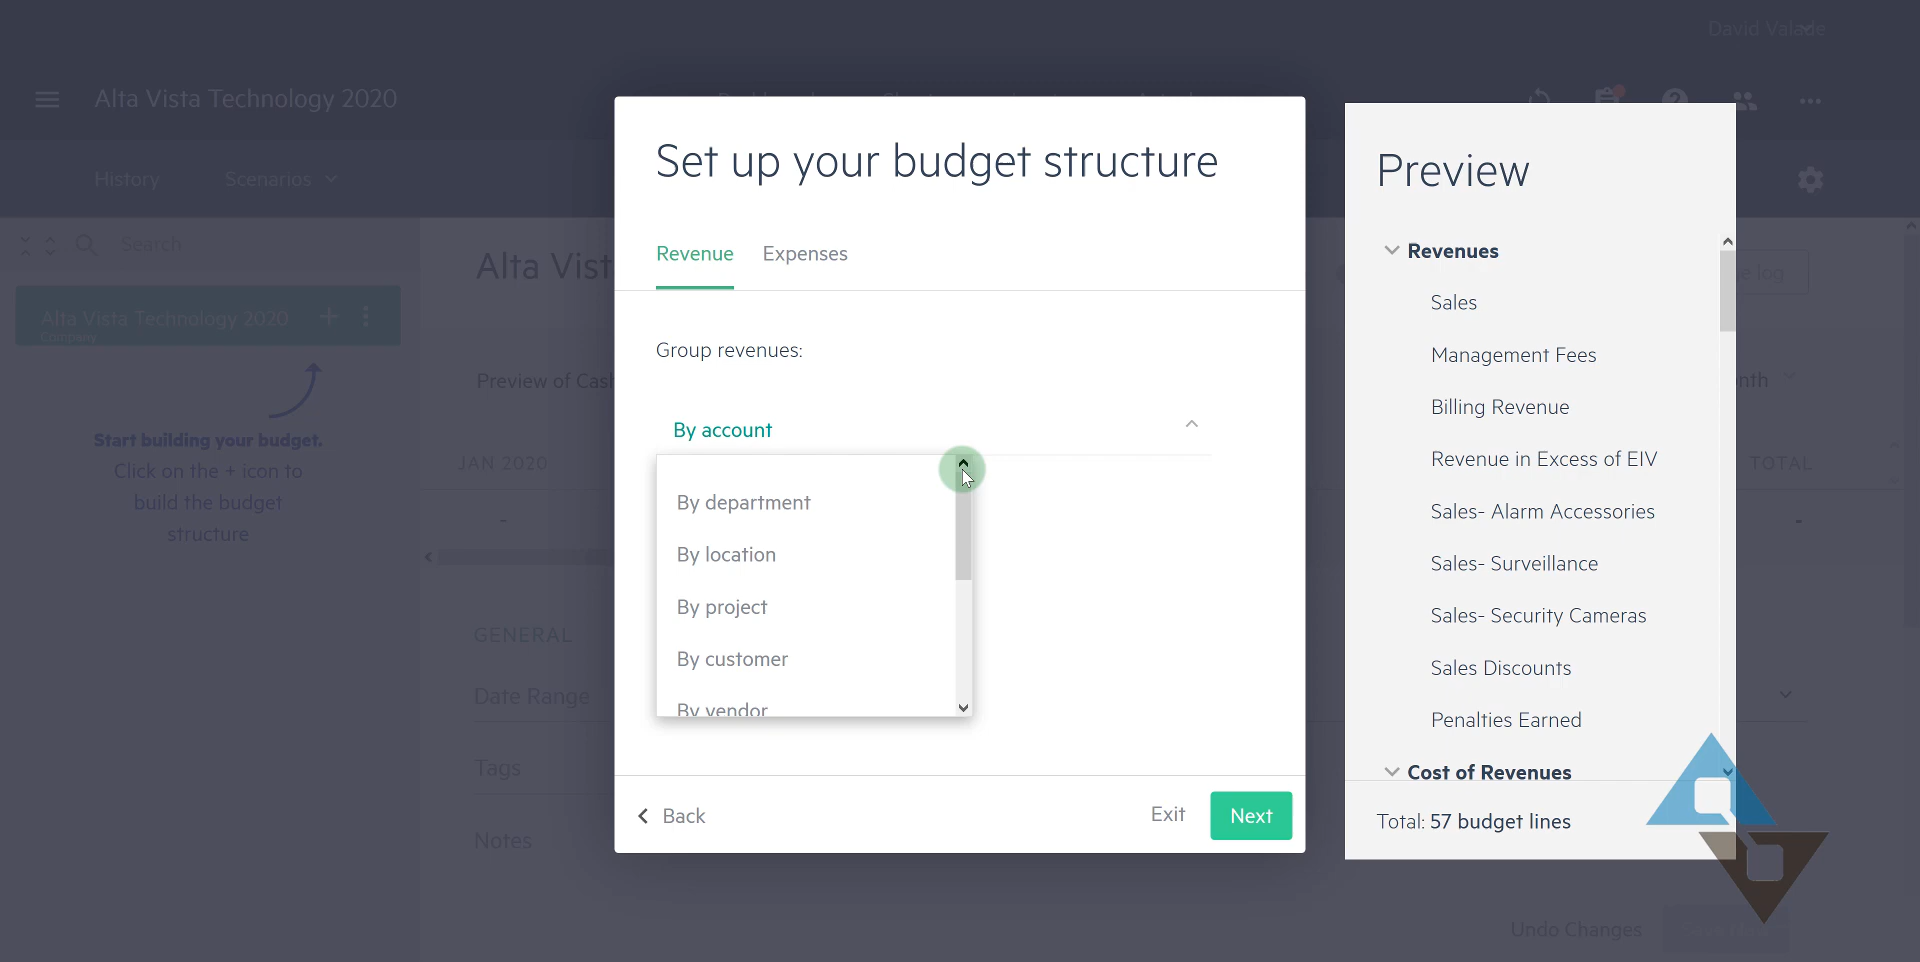 David Valade
Alta Vista Technology 2020
History
Scenarios
Search
Alta Vista Technology 2020
Company
Start building your budget.
Click on the + icon to
build the budget
structure
Alta Vist
Preview of Cash
JAN 2020
-
GENERAL
Date Range
Tags
Notes
Set up your budget structure
Revenue
Expenses
Group revenues:
By account
By department
By location
By project
By customer
By vendor
Back
Exit
Next
Preview
Revenues
Sales
Management Fees
Billing Revenue
Revenue in Excess of EIV
Sales- Alarm Accessories
Sales- Surveillance
Sales- Security Cameras
Sales Discounts
Penalties Earned
Cost of Revenues
Total: 57 budget lines
log
nth
TOTAL
-
Undo Changes